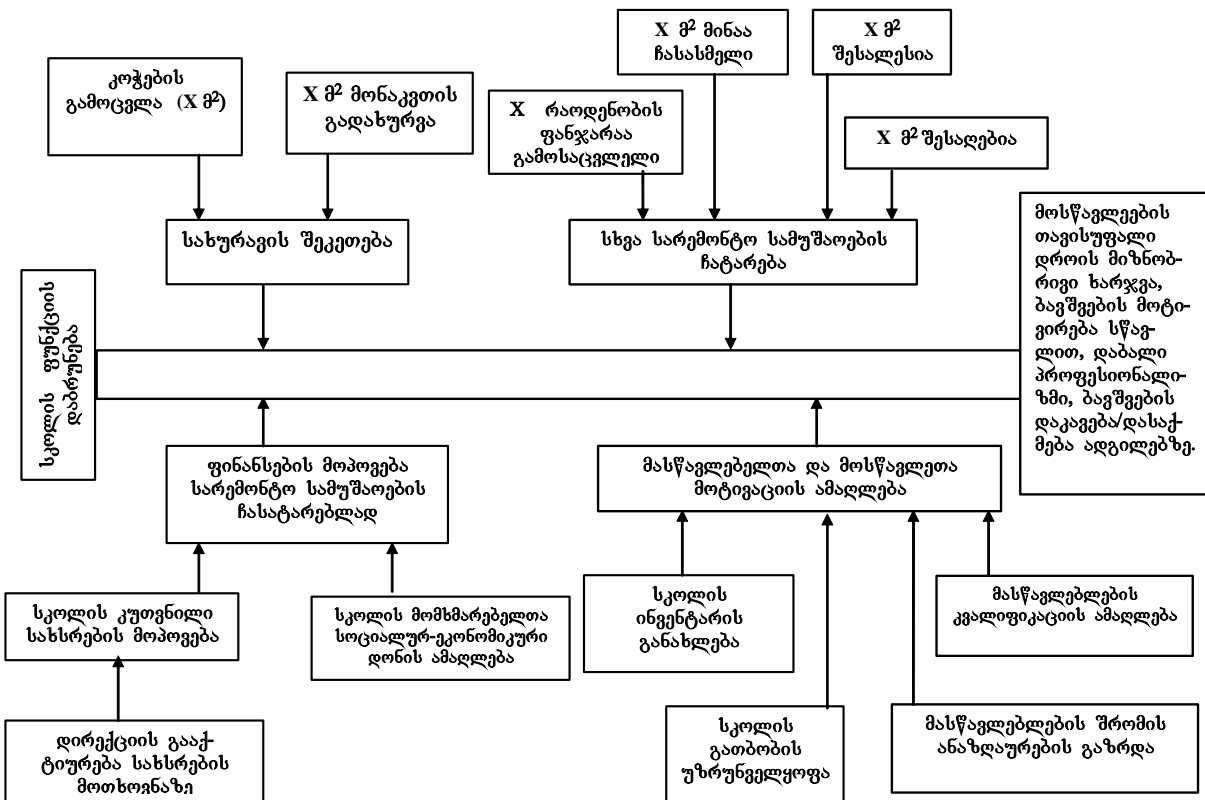 X მ² მინაა
ჩასასმელი
X მ²
შესალესია
კოჭების
გამოცვლა (X მ²)
X მ² მონაკვთის
გადახურვა
X რაოდენობის
ფანჯარაა
გამოსაცვლელი
X მ² შესაღებია
სახურავის შეკეთება
სხვა სარემონტო სამუშაოების
ჩატარება
სკოლის ფუნქციის
დაბრუნება
მოსწავლეების
თავისუფალი
დროის მიზნობ-
რივი ხარჯვა,
ბავშვების მოტი-
ვირება სწავ-
ლით, დაბალი
პროფესიონალი-
ზმი, ბავშვების
დაკავება/დასაქ-
მება ადგილებზე.
ფინანსების მოპოვება
სარემონტო სამუშაოების
ჩასატარებლად
მასწავლებელთა და მოსწავლეთა
მოტივაციის ამაღლება
სკოლის კუთვნილი
სახსრების მოპოვება
სკოლის მომხმარებელთა
სოციალურ-ეკონომიკური
დონის ამაღლება
სკოლის
ინვენტარის
განახლება
მასწავლებლების
კვალიფიკაციის ამაღლება
დირექციის გააქ-
ტიურება სახსრების
მოთხოვნაზე
სკოლის
გათბობის
უზრუნველყოფა
მასწავლებლების შრომის
ანაზღაურების გაზრდა